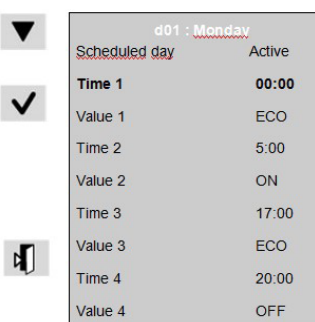 d01 : Monday
Scheduled day Active
Time 1 00:00
Value 1 ECO
Time 2 5:00
Value 2 ON
Time 3 17:00
Value 3 ECO
Time 4 20:00
Value 4 OFF